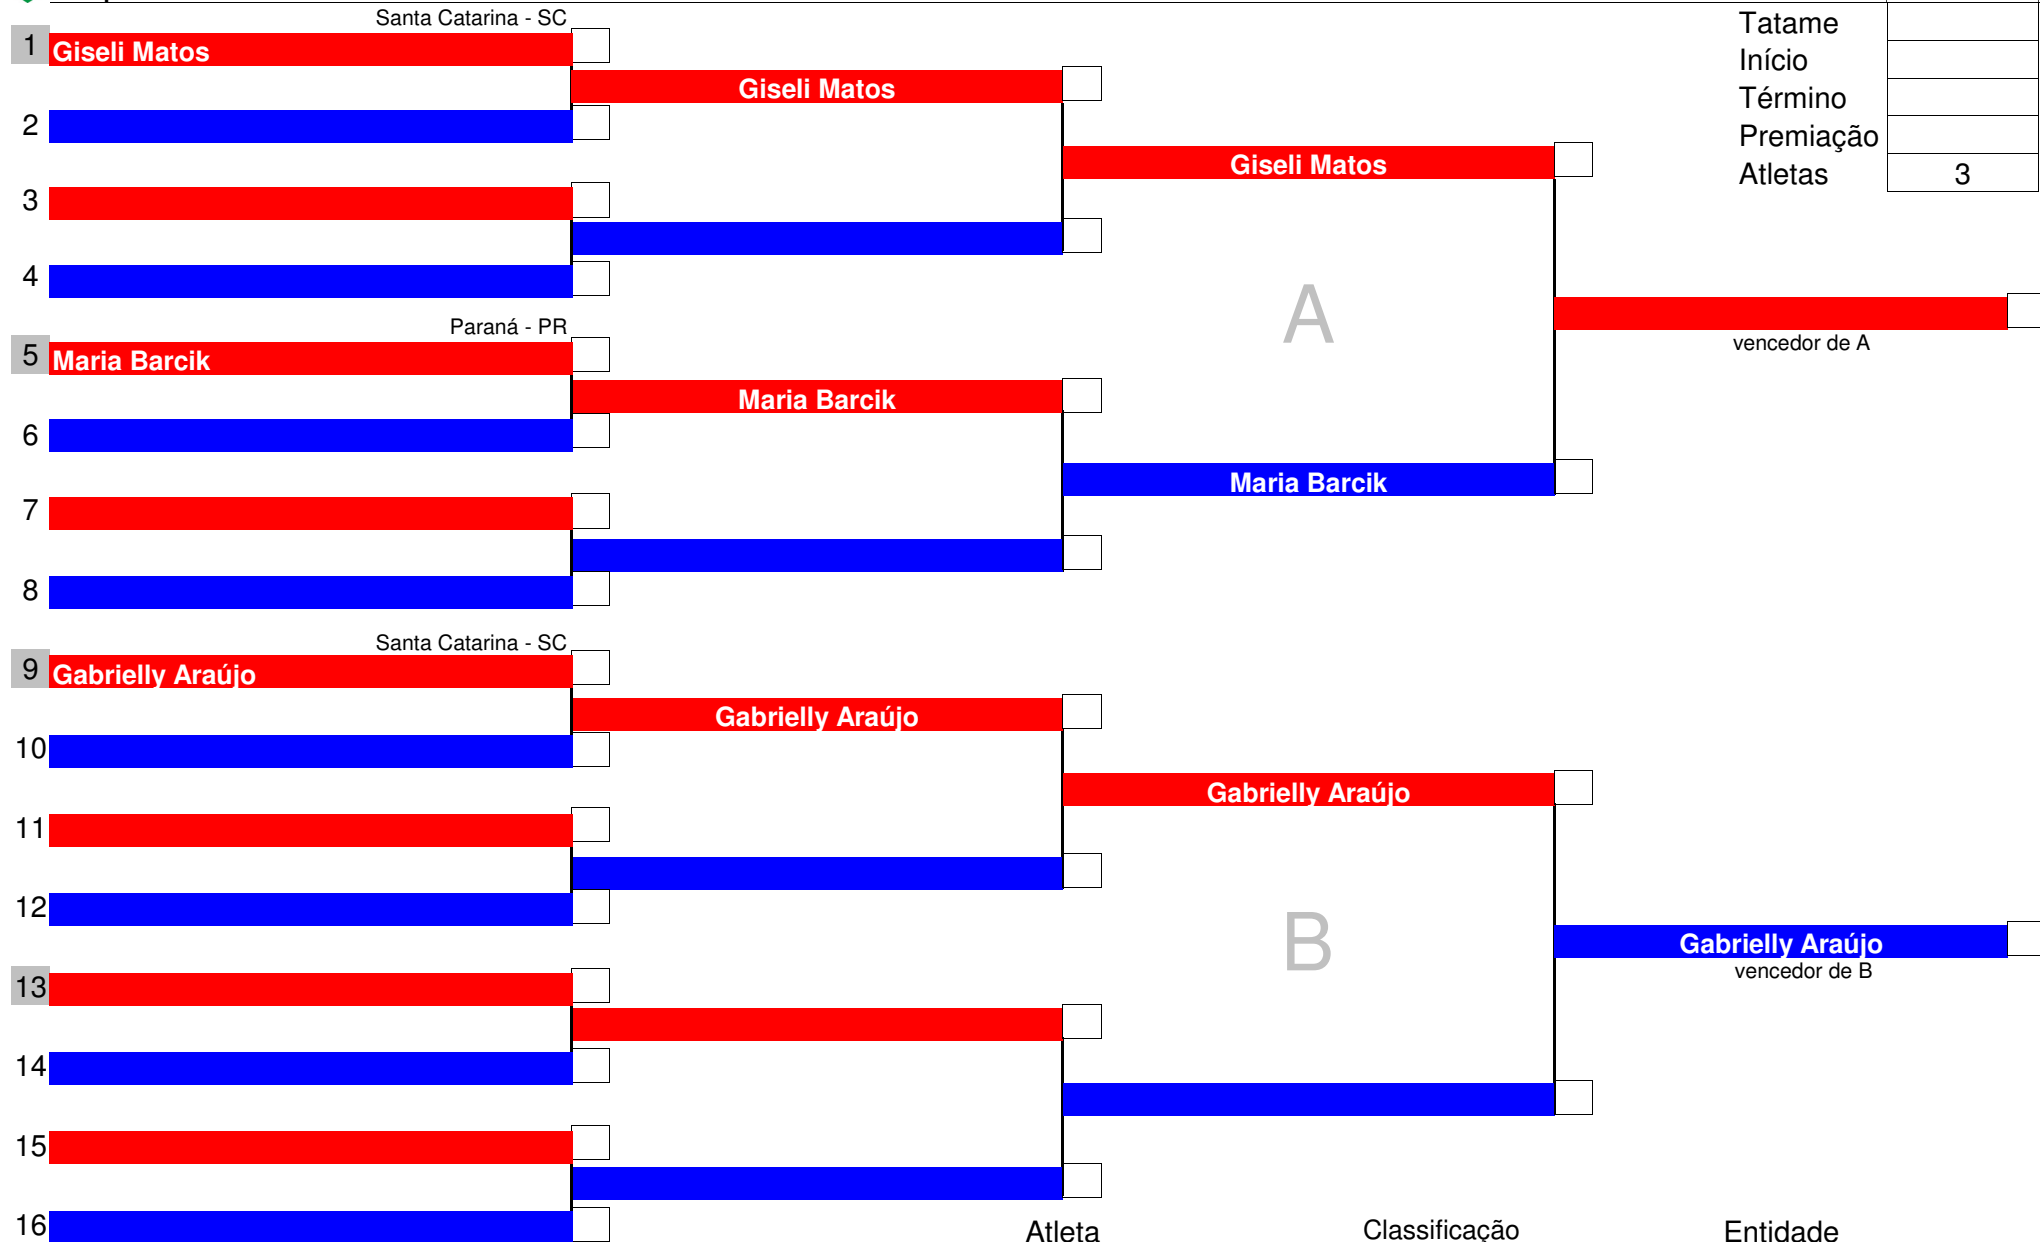 Santa Catarina - SC
1 Giseli Matos
Giseli Matos
2
Giseli Matos
3
4
Paraná - PR
5 Maria Barcik
Maria Barcik
6
Maria Barcik
7
8
Santa Catarina - SC
9 Gabrielly Araújo
Gabrielly Araújo
10
Gabrielly Araújo
11
12
13
14
15
16
A
vencedor de A
B
Gabrielly Araújo
vencedor de B
Tatame
Início
Término
Premiação
Atletas 3
Atleta Classificação Entidade